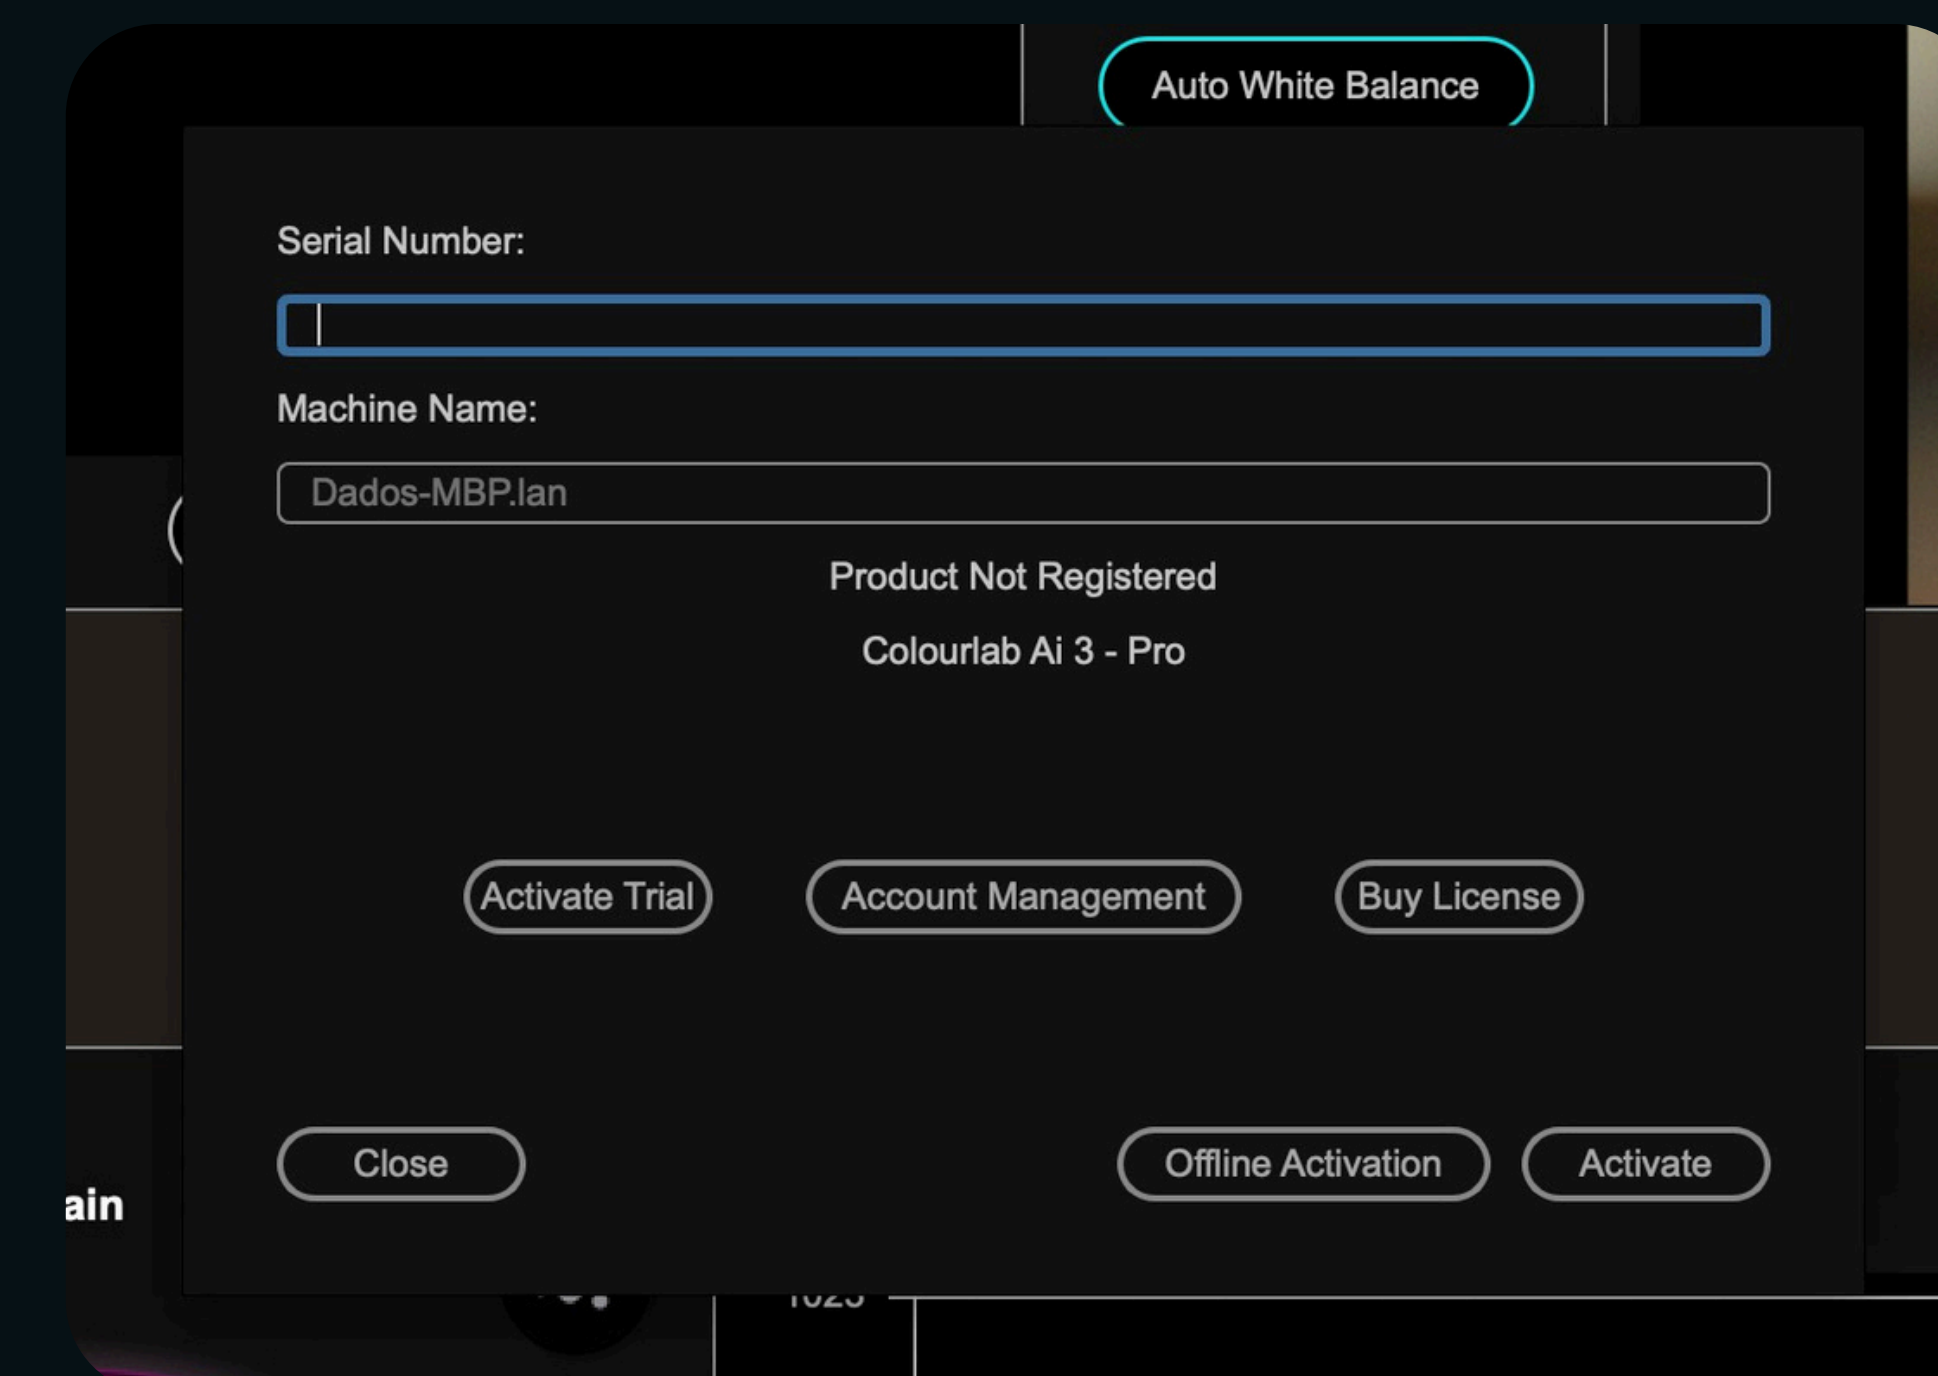 Auto White Balance
Serial Number:
Machine Name:
Dados-MBP.lan
Product Not Registered
Colourlab Ai 3 - Pro
Activate Trial
Account Management
Buy License
Close
Offline Activation
Activate
ain
1023